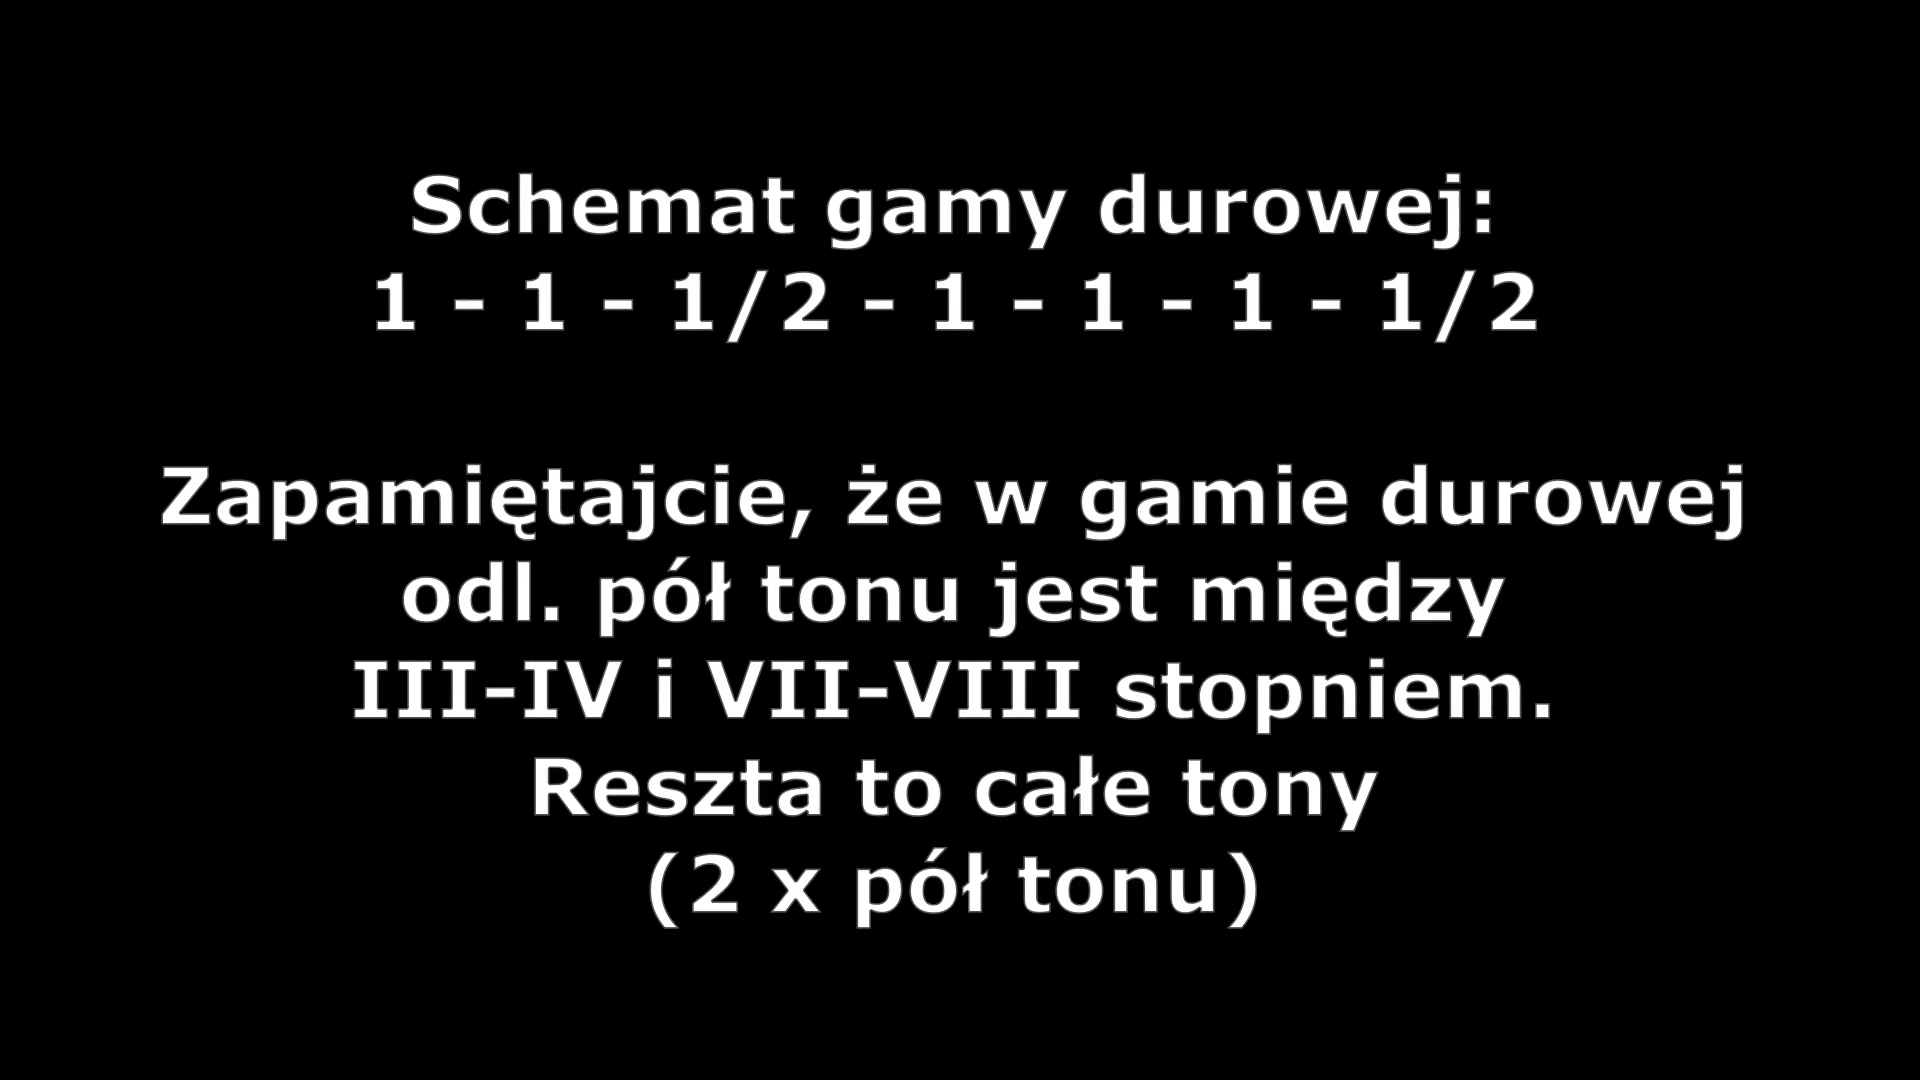 Schemat gamy durowej:
1 - 1 - 1/2 - 1 - 1 - 1 - 1/2
Zapamiętajcie, że w gamie durowej
odl. pół tonu jest między
III-IV i VII-VIII stopniem.
Reszta to całe tony
(2 x pół tonu)